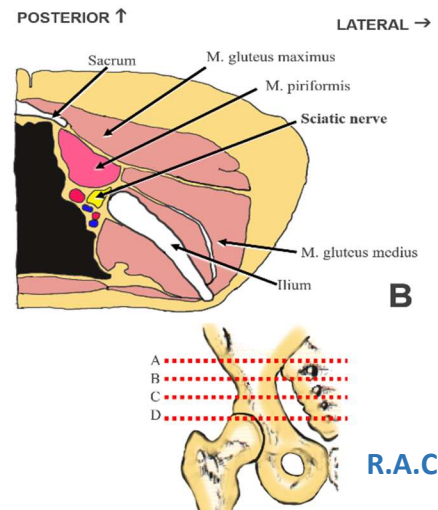 POSTERIOR ↑
LATERAL →
Sacrum
M. gluteus maximus
M. piriformis
Sciatic nerve
M. gluteus medius
Ilium
B
A
B
C
D
R.A.C